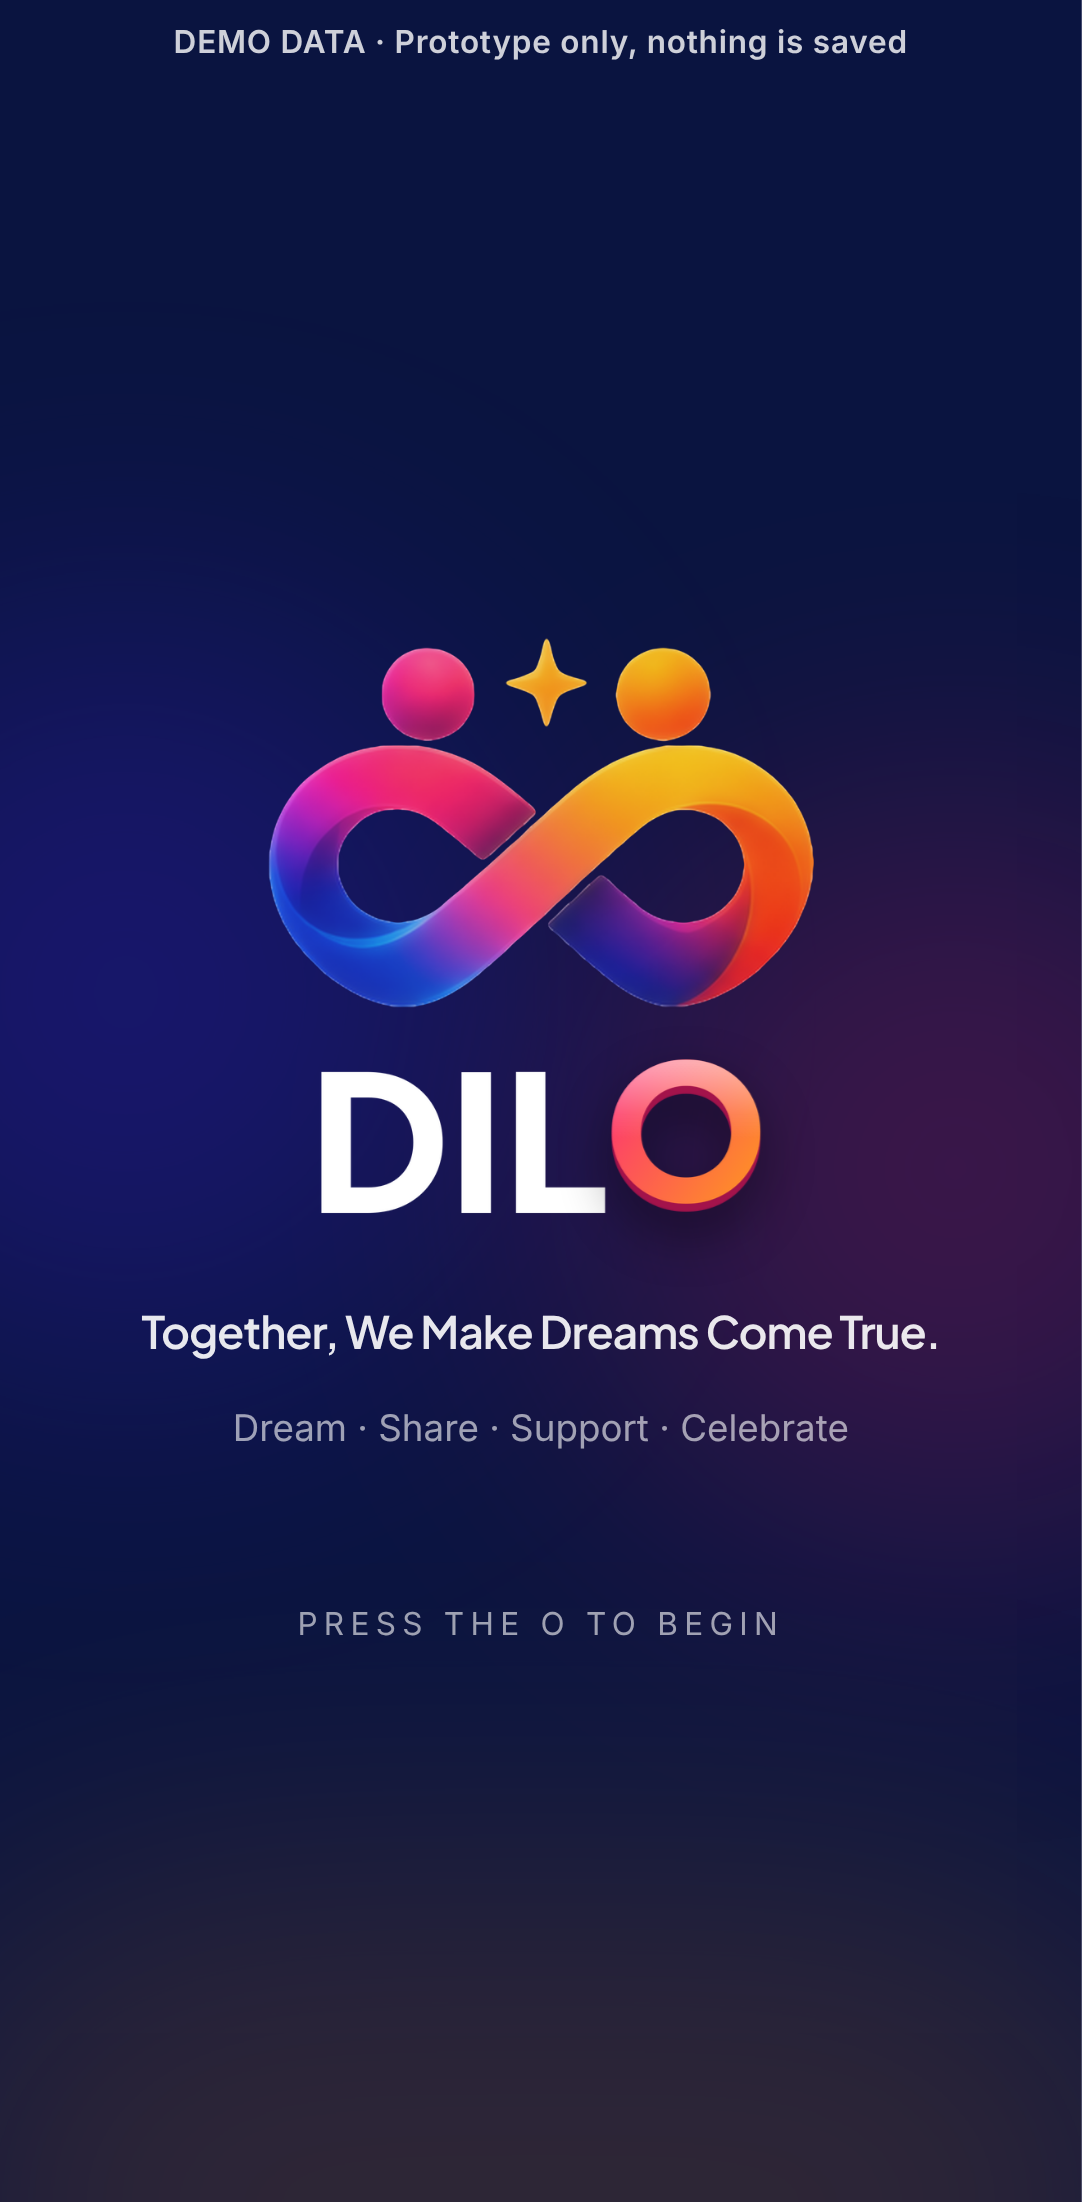 DEMO DATA · Prototype only, nothing is saved
DILO
Together, We Make Dreams Come True.
Dream · Share · Support · Celebrate
PRESS THE O TO BEGIN